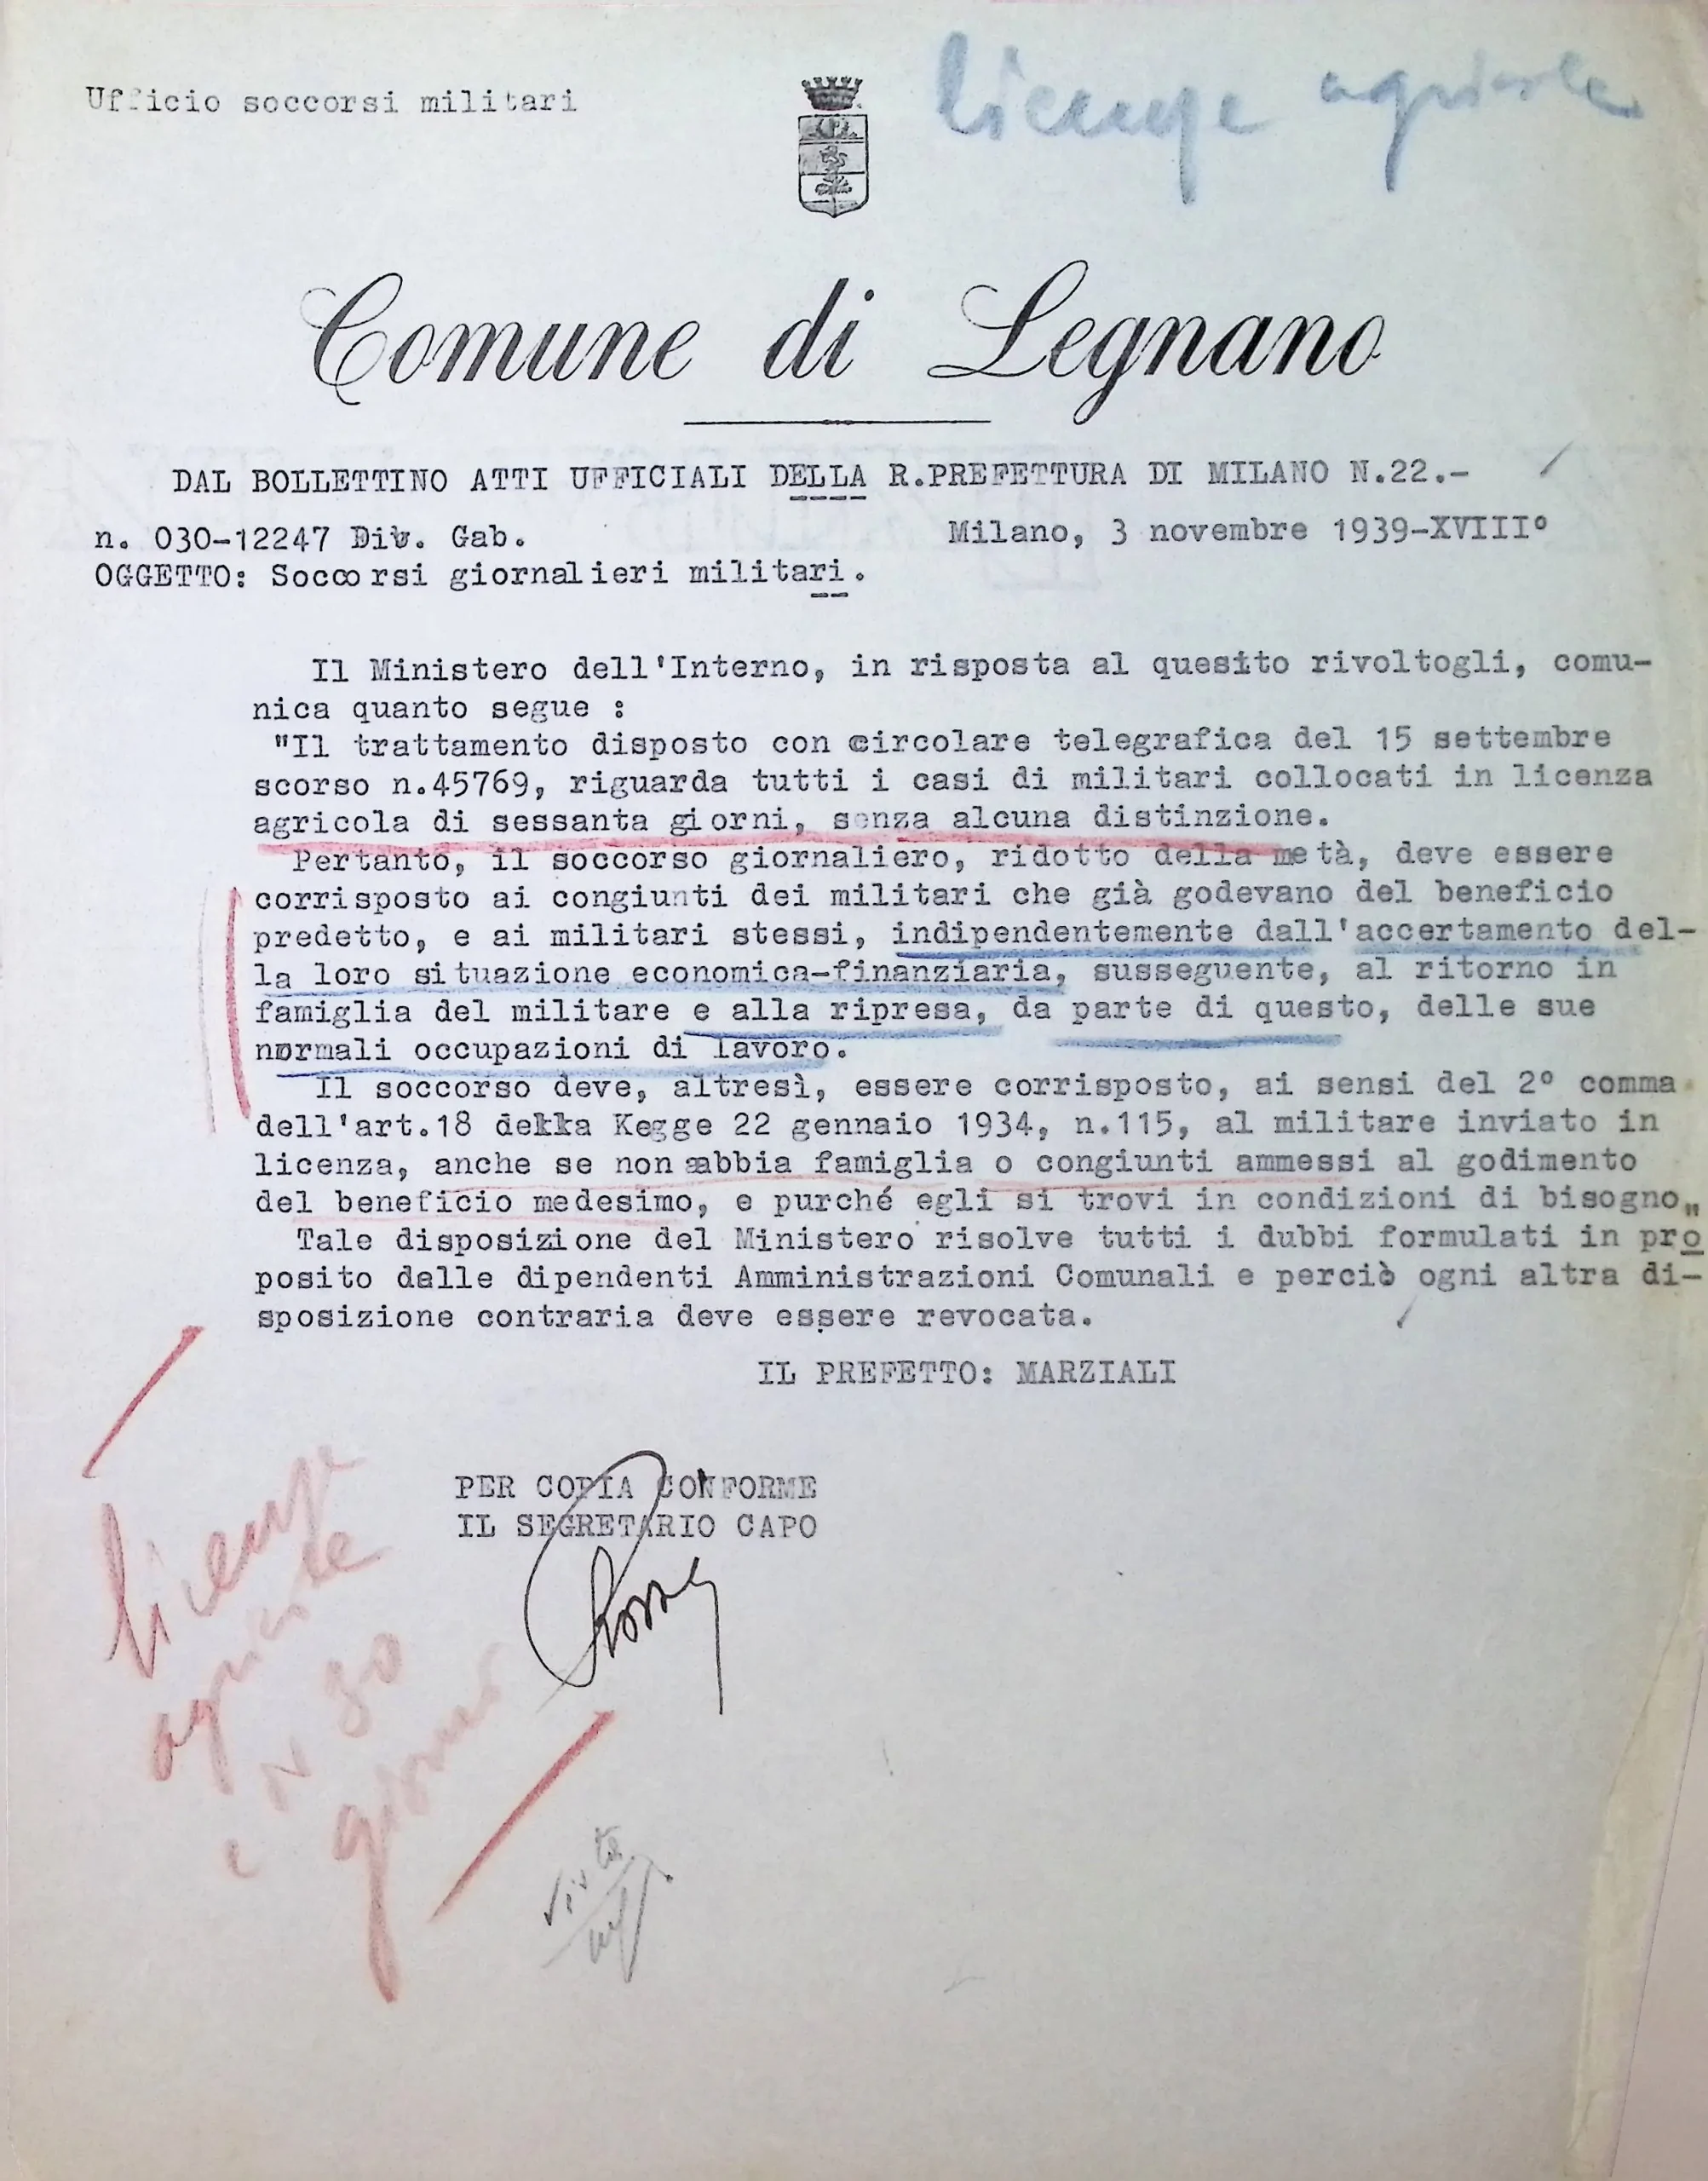 Ufficio soccorsi militari
licenze agricole
Comune di Legnano
DAL BOLLETTINO ATTI UFFICIALI DELLA R.PREFETTURA DI MILANO N.22.-
n. 030-12247 Div. Gab. Milano, 3 novembre 1939-XVIII°
OGGETTO: Soccorsi giornalieri militari.
Il Ministero dell'Interno, in risposta al quesito rivoltogli, comu-
nica quanto segue :
"Il trattamento disposto con circolare telegrafica del 15 settembre
scorso n.45769, riguarda tutti i casi di militari collocati in licenza
agricola di sessanta giorni, senza alcuna distinzione.
Pertanto, il soccorso giornaliero, ridotto della metà, deve essere
corrisposto ai congiunti dei militari che già godevano del beneficio
predetto, e ai militari stessi, indipendentemente dall'accertamento del-
la loro situazione economica-finanziaria, susseguente, al ritorno in
famiglia del militare e alla ripresa, da parte di questo, delle sue
normali occupazioni di lavoro.
Il soccorso deve, altresì, essere corrisposto, ai sensi del 2° comma
dell'art.18 della Kegge 22 gennaio 1934, n.115, al militare inviato in
licenza, anche se non abbia famiglia o congiunti ammessi al godimento
del beneficio medesimo, e purché egli si trovi in condizioni di bisogno„
Tale disposizione del Ministero risolve tutti i dubbi formulati in pro
posito dalle dipendenti Amministrazioni Comunali e perciò ogni altra di-
sposizione contraria deve essere revocata.
IL PREFETTO: MARZIALI
PER COPIA CONFORME
IL SEGRETARIO CAPO
licenze
agricole
giorni
visto